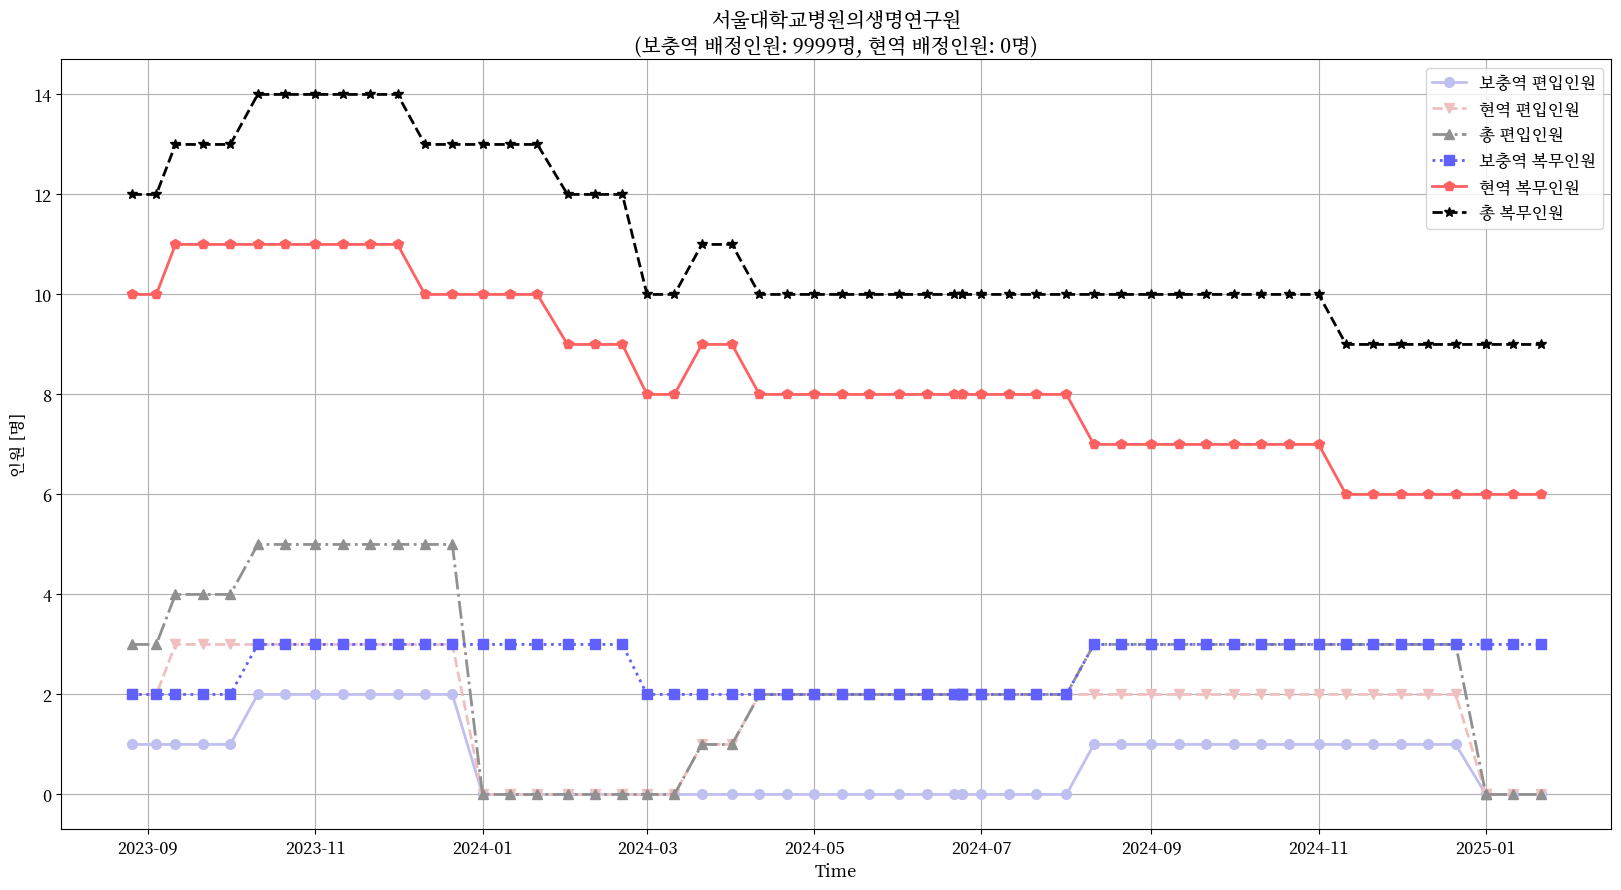 서울대학교병원의생명연구원
(보충역 배정인원: 9999명, 현역 배정인원: 0명)
보충역 편입인원
현역 편입인원
총 편입인원
보충역 복무인원
현역 복무인원
총 복무인원
인원 [명]
14
12
10
8
6
4
2
0
2023-09
2023-11
2024-01
2024-03
2024-05
2024-07
2024-09
2024-11
2025-01
Time